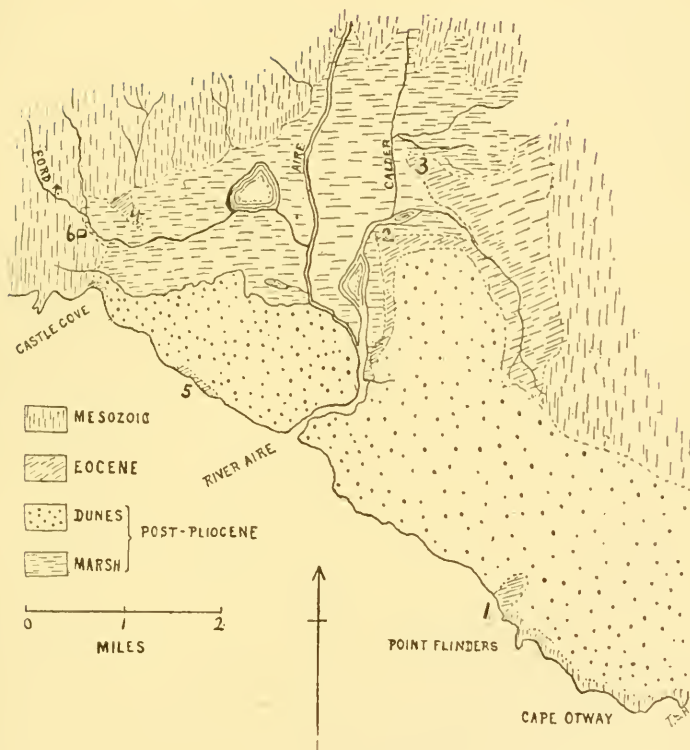 FORD R.
AIRE
CALDER
3
4
2
6
CASTLE COVE
5
RIVER AIRE
MESOZOIC
EOCENE
DUNES
POST-PLIOCENE
MARSH
0 1 2
MILES
1
POINT FLINDERS
CAPE OTWAY